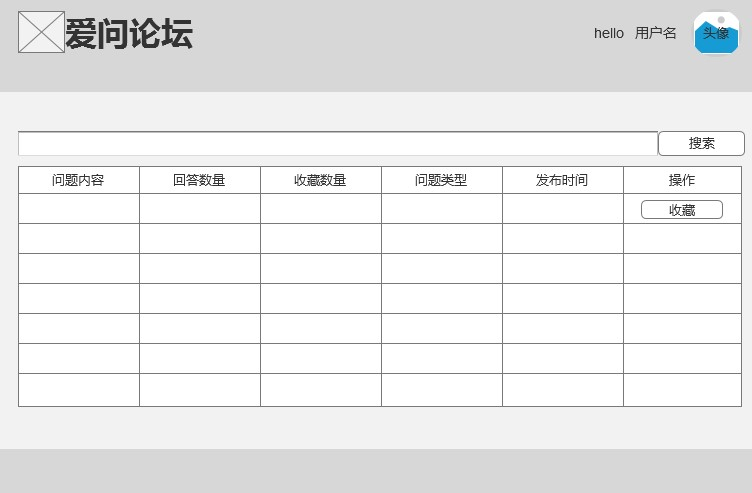 爱问论坛
hello 用户名 头像
搜索
问题内容 回答数量 收藏数量 问题类型 发布时间 操作
收藏